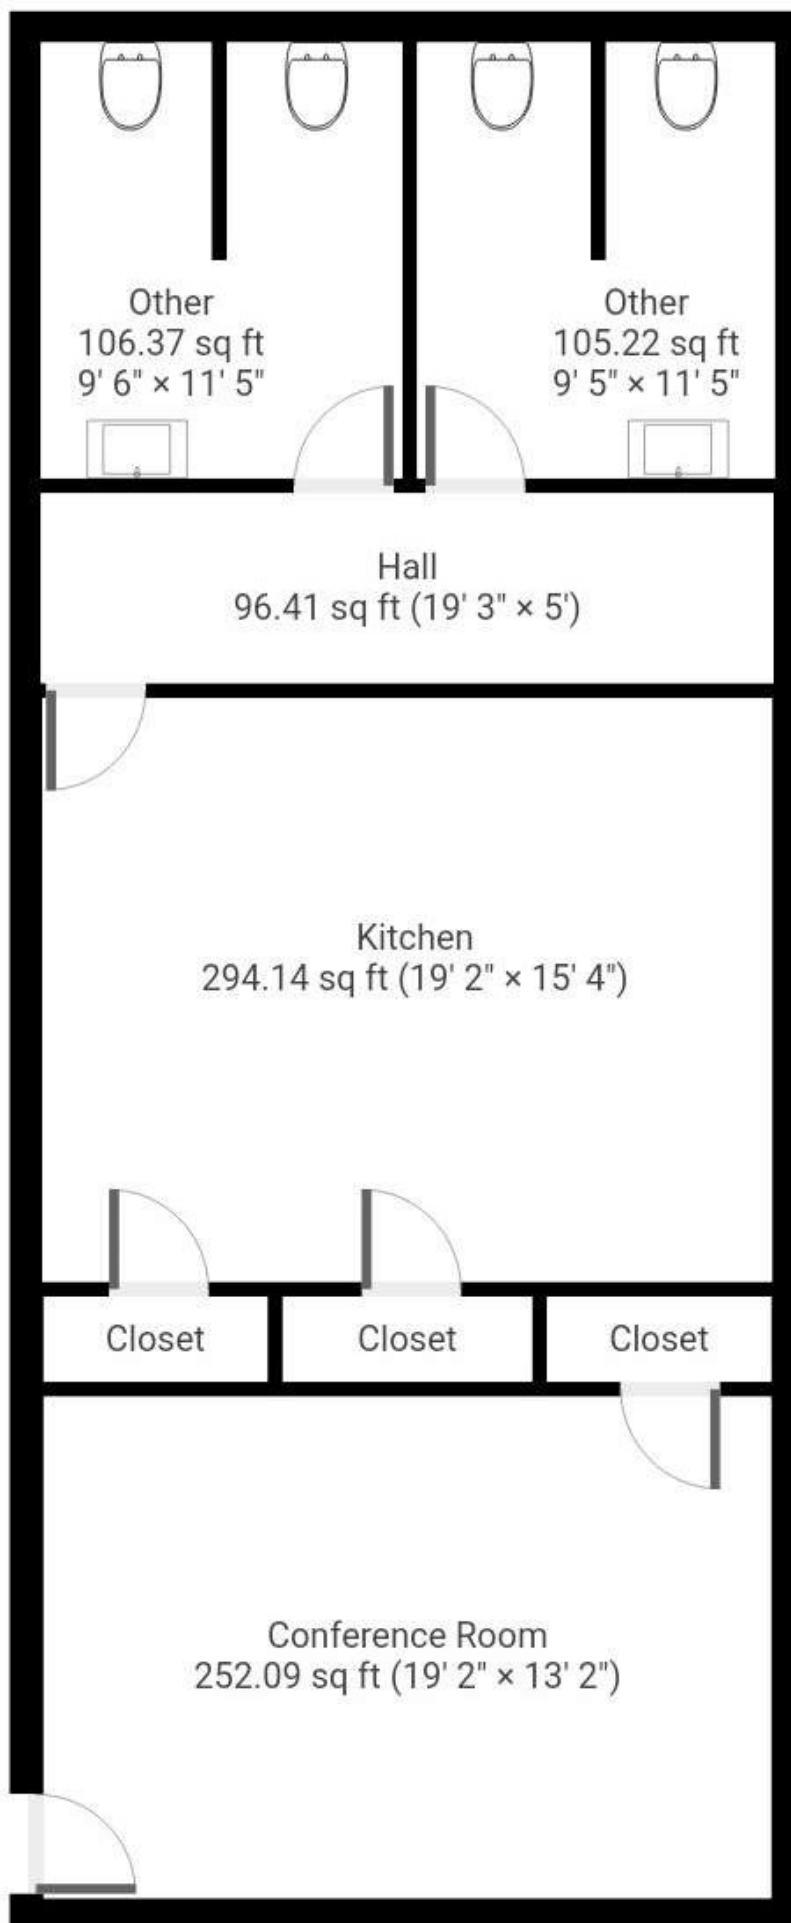 Other
106.37 sq ft
9' 6" × 11' 5"
Other
105.22 sq ft
9' 5" × 11' 5"
Hall
96.41 sq ft (19' 3" × 5')
Kitchen
294.14 sq ft (19' 2" × 15' 4")
Closet
Closet
Closet
Conference Room
252.09 sq ft (19' 2" × 13' 2")